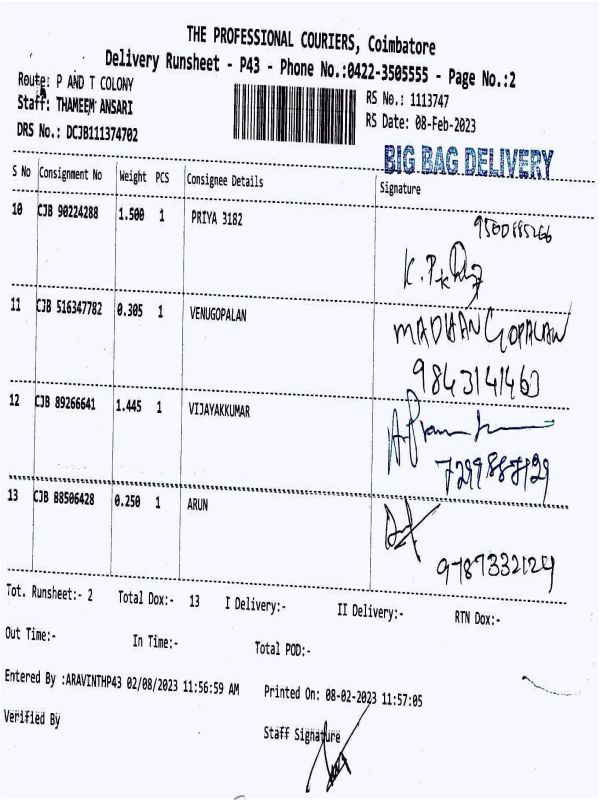 THE PROFESSIONAL COURIERS, Coimbatore
Delivery Runsheet - P43 - Phone No.:0422-3505555 - Page No.:2
Route: P AND T COLONY
RS No.: 1113747
Staff: THAMEEM ANSARI
RS Date: 08-Feb-2023
DRS No.: DCJB111374702
BIG BAG DELIVERY
S No Consignment No Weight PCS Consignee Details Signature
10 CJB 90224288 1.500 1 PRIYA 3182
K. P
11 CJB 516347782 0.305 1 VENUGOPALAN MADHAN GOPALAN
9843141463
12 CJB 89266641 1.445 1 VIJAYAKKUMAR
7299887129
13 CJB 88506428 0.250 1 ARUN
9787332129
Tot. Runsheet:- 2 Total Dox:- 13 I Delivery:- II Delivery:- RTN Dox:-
Out Time:- In Time:- Total POD:-
Entered By :ARAVINTHP43 02/08/2023 11:56:59 AM Printed On: 08-02-2023 11:57:05
Verified By Staff Signature